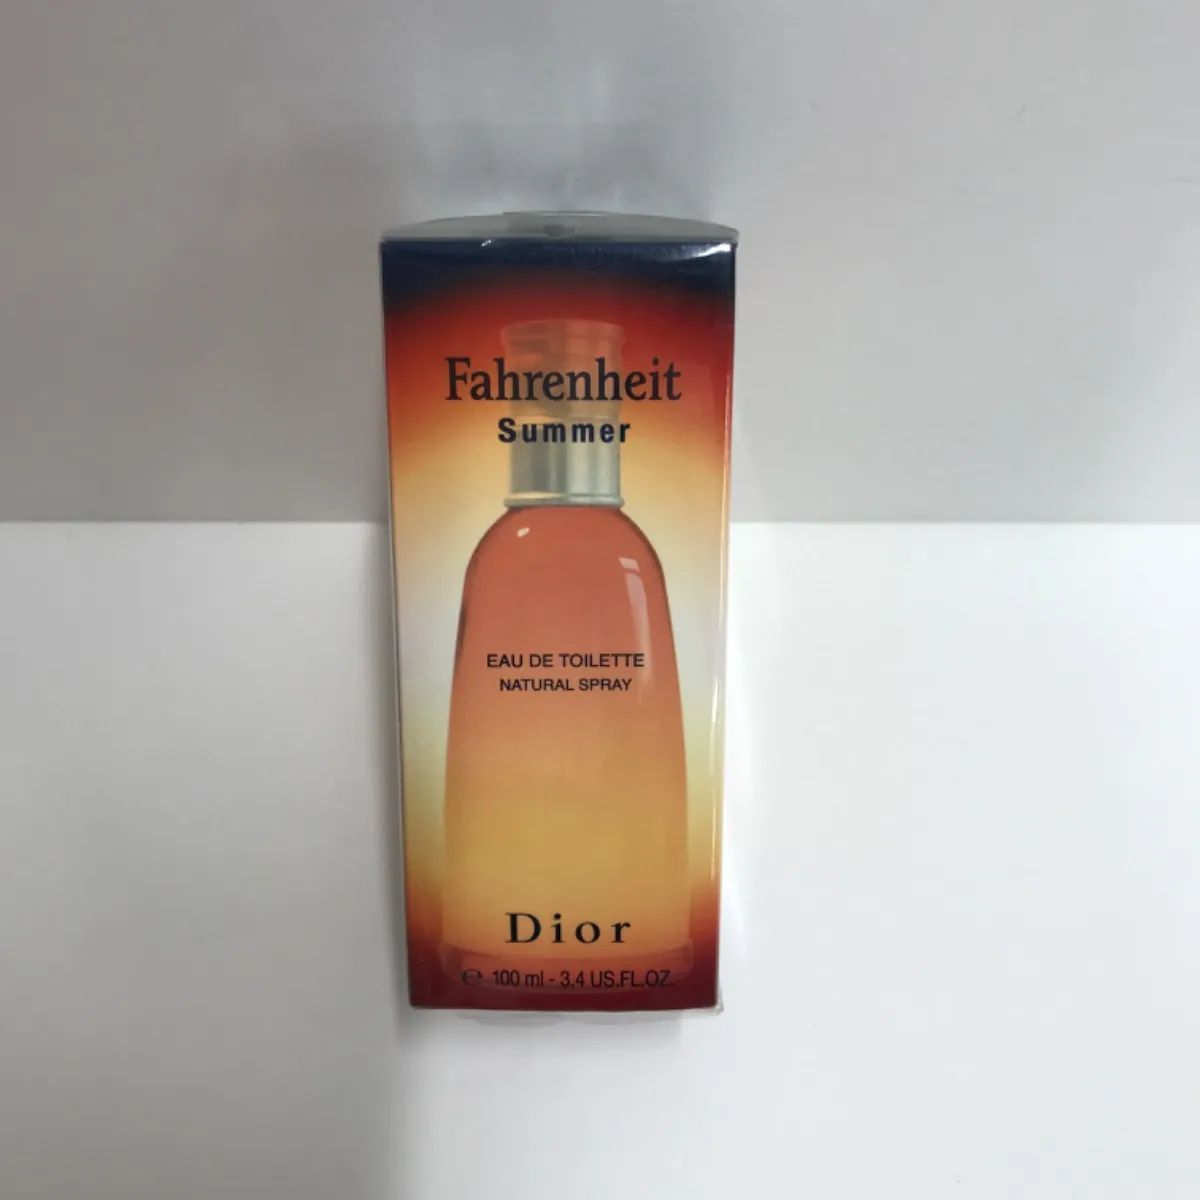 Fahrenheit
Summer
EAU DE TOILETTE
NATURAL SPRAY
Dior
℮ 100 ml - 3.4 US.FL.OZ.